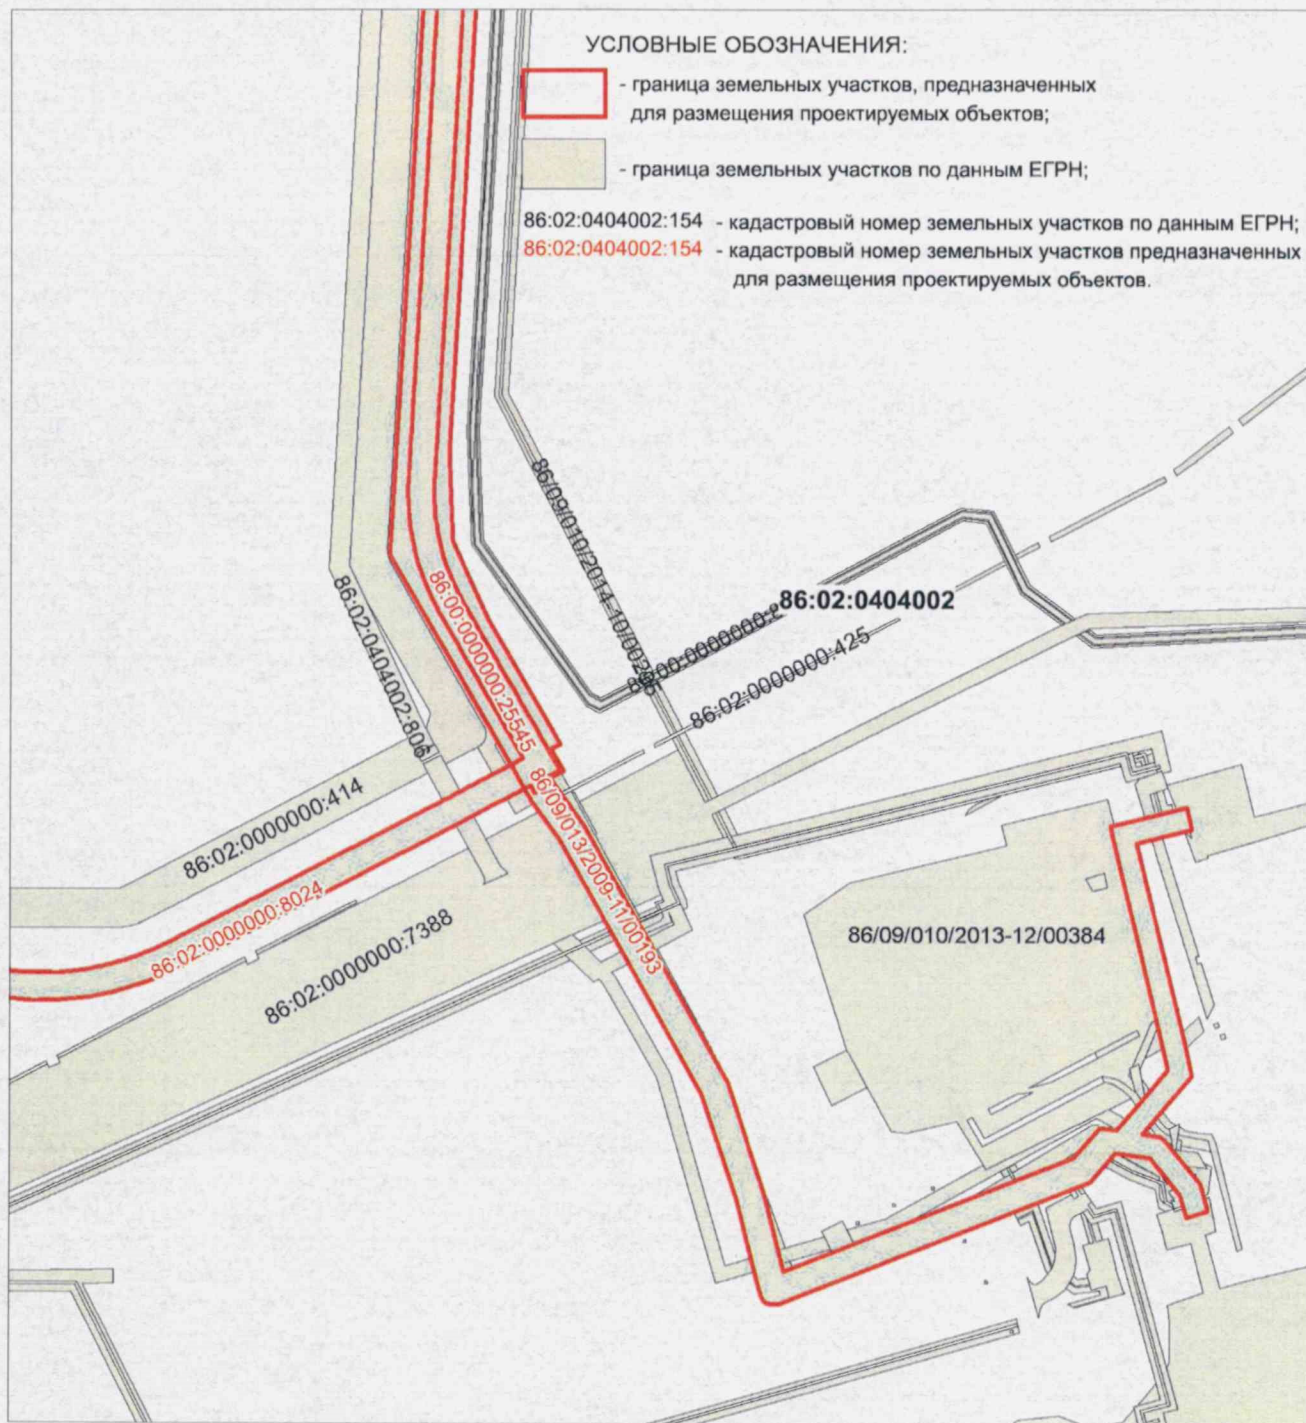 УСЛОВНЫЕ ОБОЗНАЧЕНИЯ:
- граница земельных участков, предназначенных
для размещения проектируемых объектов;
- граница земельных участков по данным ЕГРН;
86:02:0404002:154 - кадастровый номер земельных участков по данным ЕГРН;
86:02:0404002:154 - кадастровый номер земельных участков предназначенных
для размещения проектируемых объектов.
86:02:0404002
86:02:0000000:425
86:00:0000000:25545
86:02:0404002:806
86:02:0000000:414
86/09/013/2009-11/00193
86:02:0000000:8024
86:02:0000000:7388
86/09/010/2013-12/00384